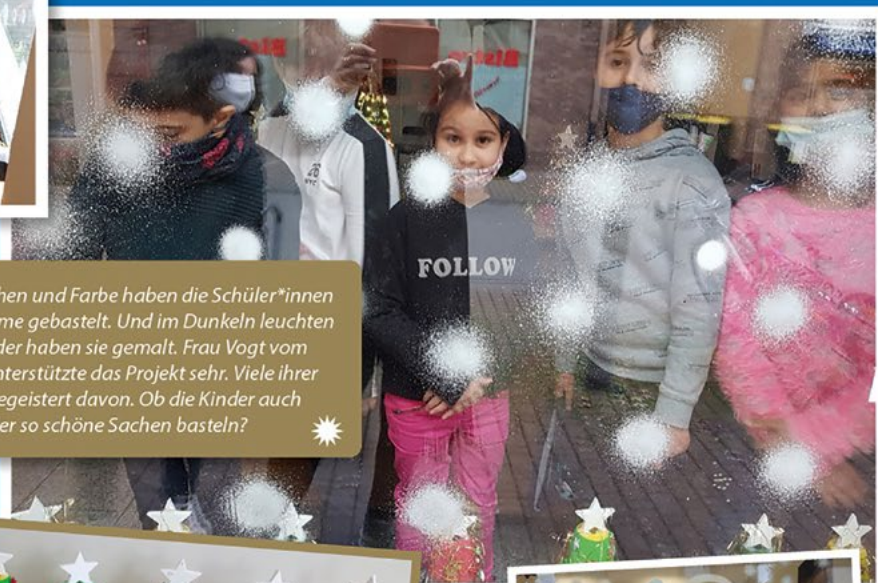 FOLLOW
hen und Farbe haben die Schüler*innen
me gebastelt. Und im Dunkeln leuchten
der haben sie gemalt. Frau Vogt vom
nterstützte das Projekt sehr. Viele ihrer
egeistert davon. Ob die Kinder auch
er so schöne Sachen basteln?